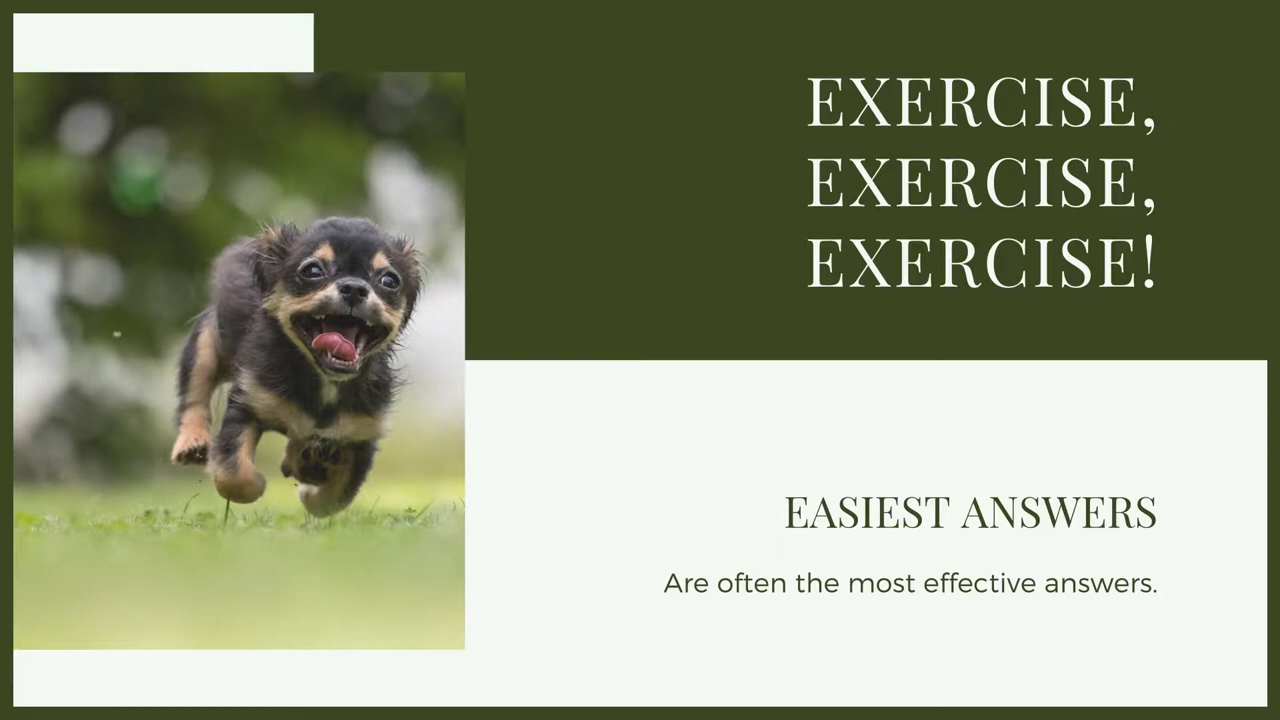 EXERCISE,
EXERCISE,
EXERCISE!
EASIEST ANSWERS
Are often the most effective answers.